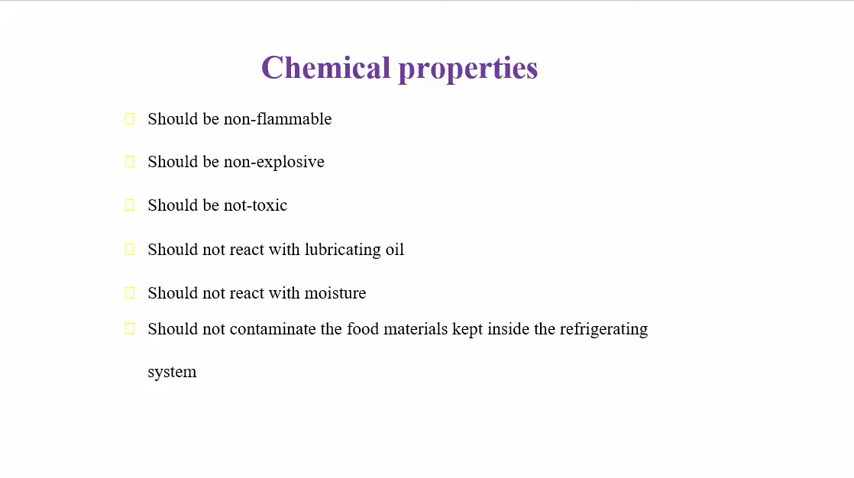 Chemical properties
Should be non-flammable
Should be non-explosive
Should be not-toxic
Should not react with lubricating oil
Should not react with moisture
Should not contaminate the food materials kept inside the refrigerating
system